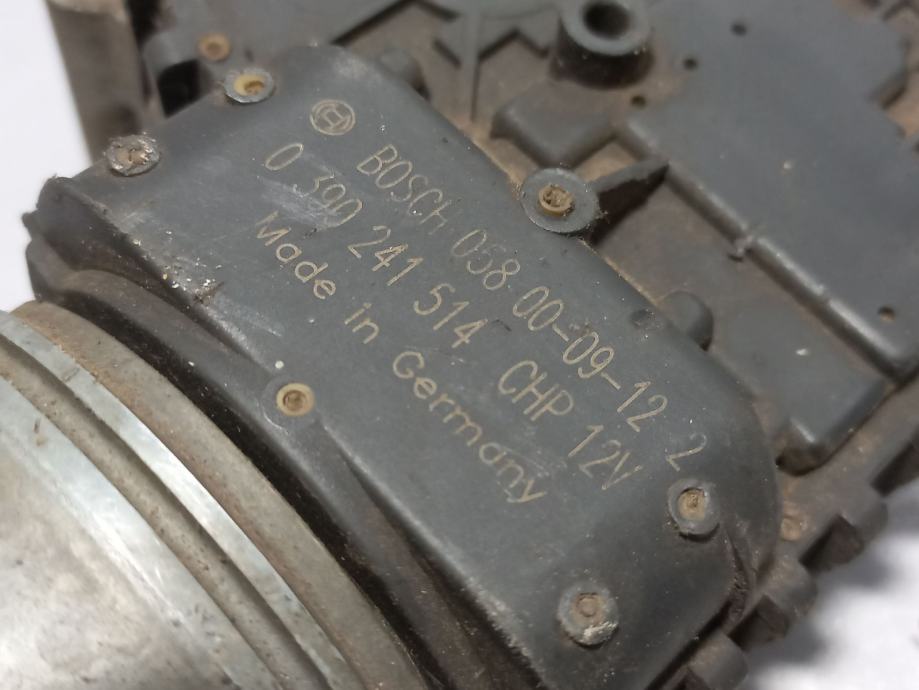 BOSCH 058 00-09-12 2
0 390 241 514 CHP 12V
Made in Germany